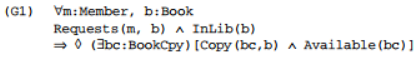 (G1) ∀m:Member, b:Book
Requests(m, b) ∧ InLib(b)
⇒ ◊ (∃bc:BookCpy)[Copy(bc,b) ∧ Available(bc)]